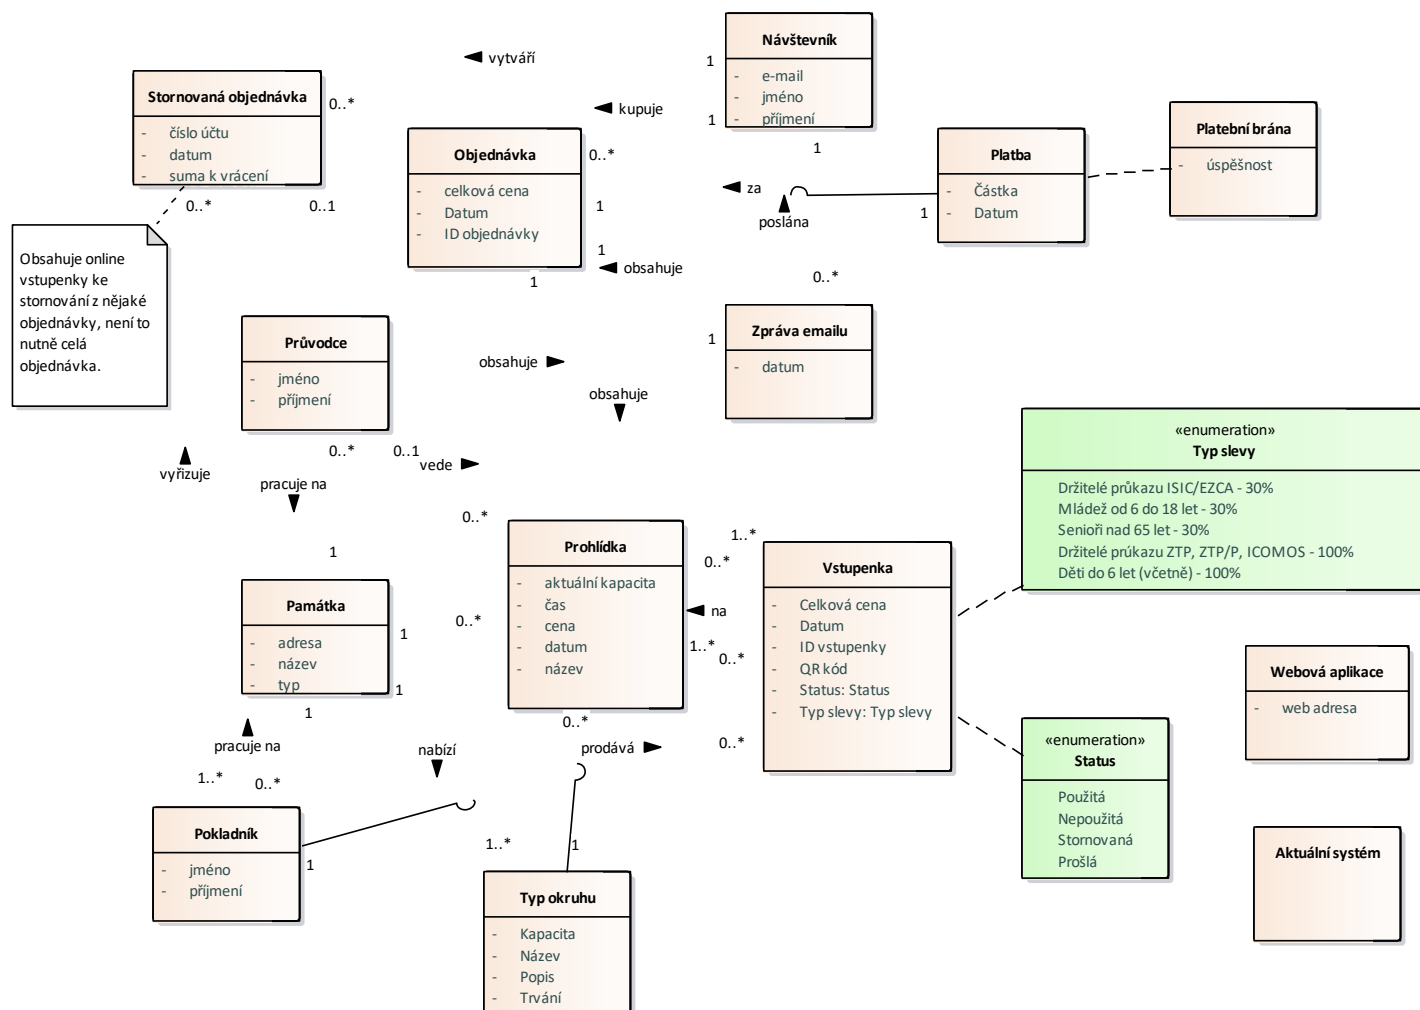 Návštevník
- e-mail
- jméno
- příjmení
1
1
1
vytváří
kupuje
Stornovaná objednávka
- číslo účtu
- datum
- suma k vrácení
0..*
0..*
0..1
Objednávka
- celková cena
- Datum
- ID objednávky
0..*
1
1
1
za
poslána
Platba
- Částka
- Datum
1
Platební brána
- úspěšnost
Obsahuje online
vstupenky ke
stornování z nějaké
objednávky, není to
nutně celá
objednávka.
obsahuje
0..*
Průvodce
- jméno
- příjmení
0..*
0..1
obsahuje
obsahuje
Zpráva emailu
- datum
1
vyřizuje
pracuje na
vede
0..*
«enumeration»
Typ slevy
Držitelé průkazu ISIC/EZCA - 30%
Mládež od 6 do 18 let - 30%
Senioři nad 65 let - 30%
Držitelé prúkazu ZTP, ZTP/P, ICOMOS - 100%
Děti do 6 let (včetně) - 100%
1
Prohlídka
- aktuální kapacita
- čas
- cena
- datum
- název
0..*
0..*
1..*
0..*
na
1..*
0..*
0..*
Vstupenka
- Celková cena
- Datum
- ID vstupenky
- QR kód
- Status: Status
- Typ slevy: Typ slevy
Památka
- adresa
- název
- typ
1
1
1
Webová aplikace
- web adresa
pracuje na
nabízí
prodává
«enumeration»
Status
Použitá
Nepoužitá
Stornovaná
Prošlá
1..*
0..*
Pokladník
- jméno
- příjmení
1
1..*
1
Typ okruhu
- Kapacita
- Název
- Popis
- Trvání
Aktuální systém